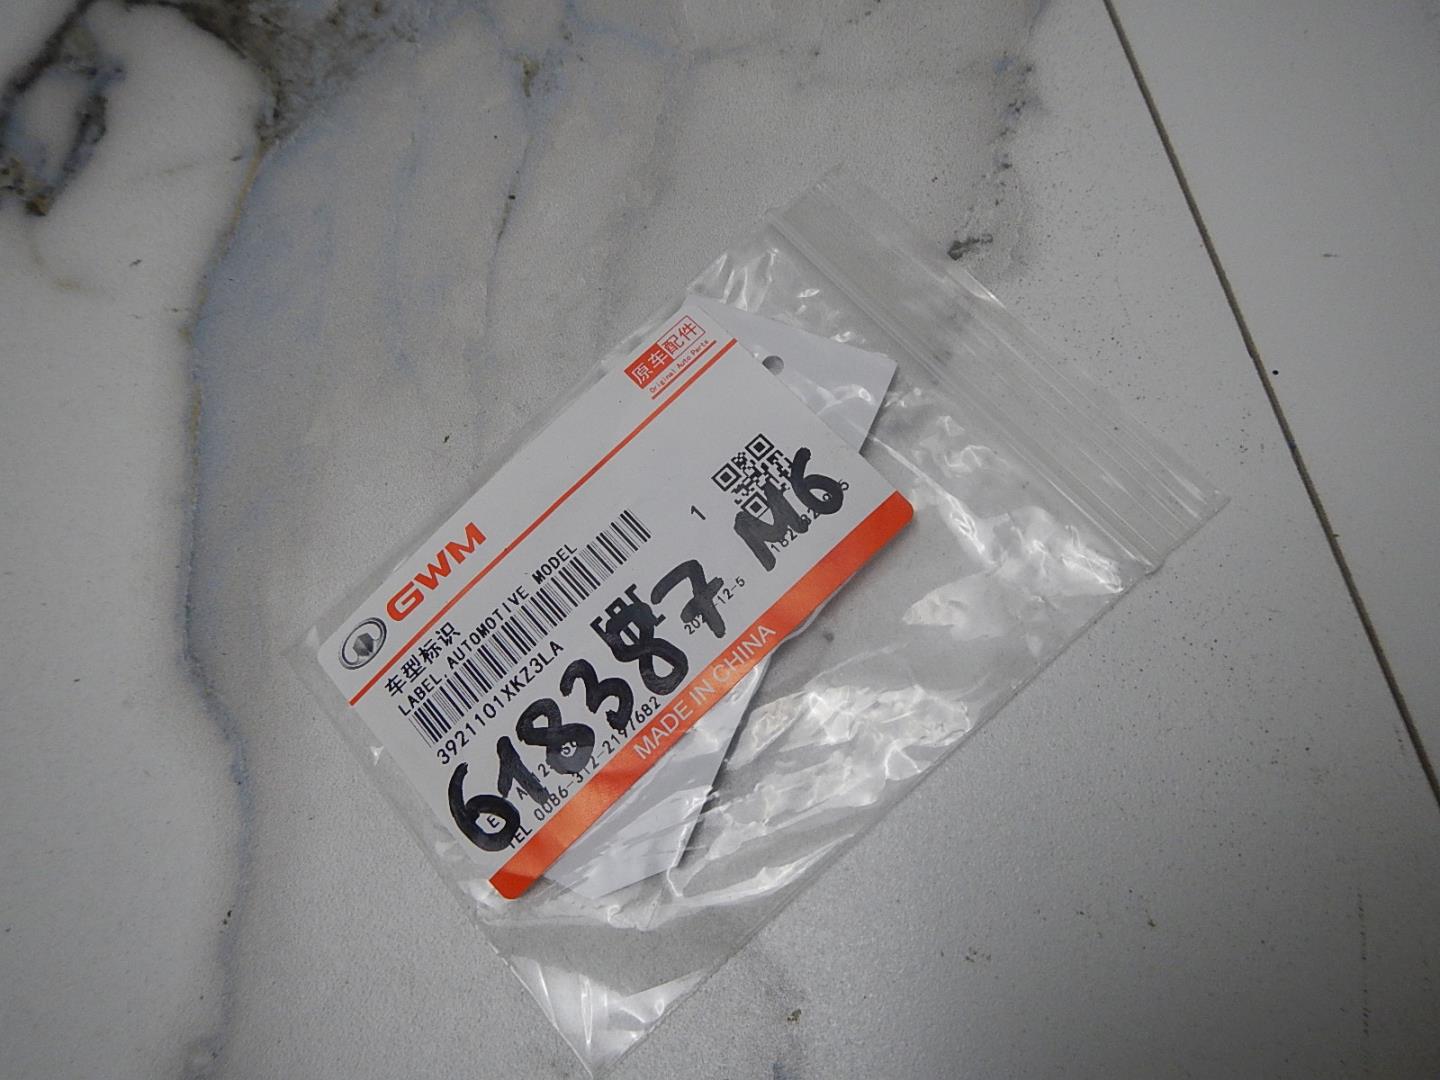 原车配件
Original Auto Parts
GWM
车型标识
LABEL AUTOMOTIVE MODEL
1
3921101XKZ3LA
618387 M6
TEL 0086-312-2197682
MADE IN CHINA